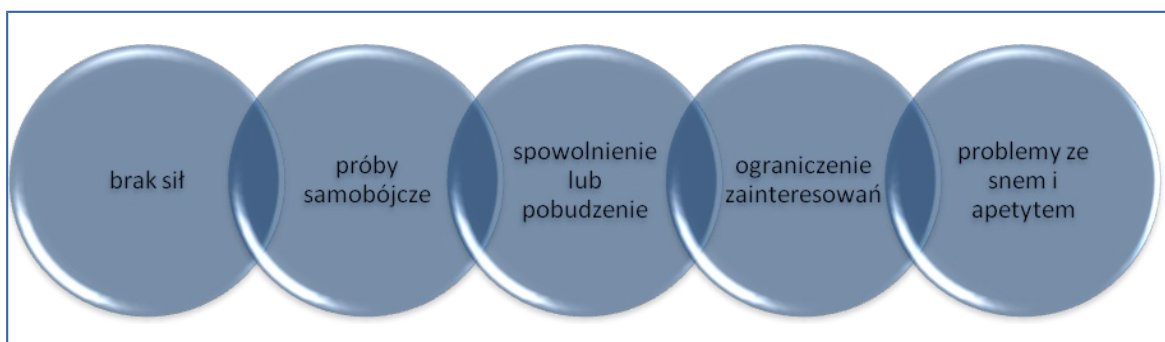 brak sił
próby
samobójcze
spowolnienie
lub
pobudzenie
ograniczenie
zainteresowań
problemy ze
snem i
apetytem